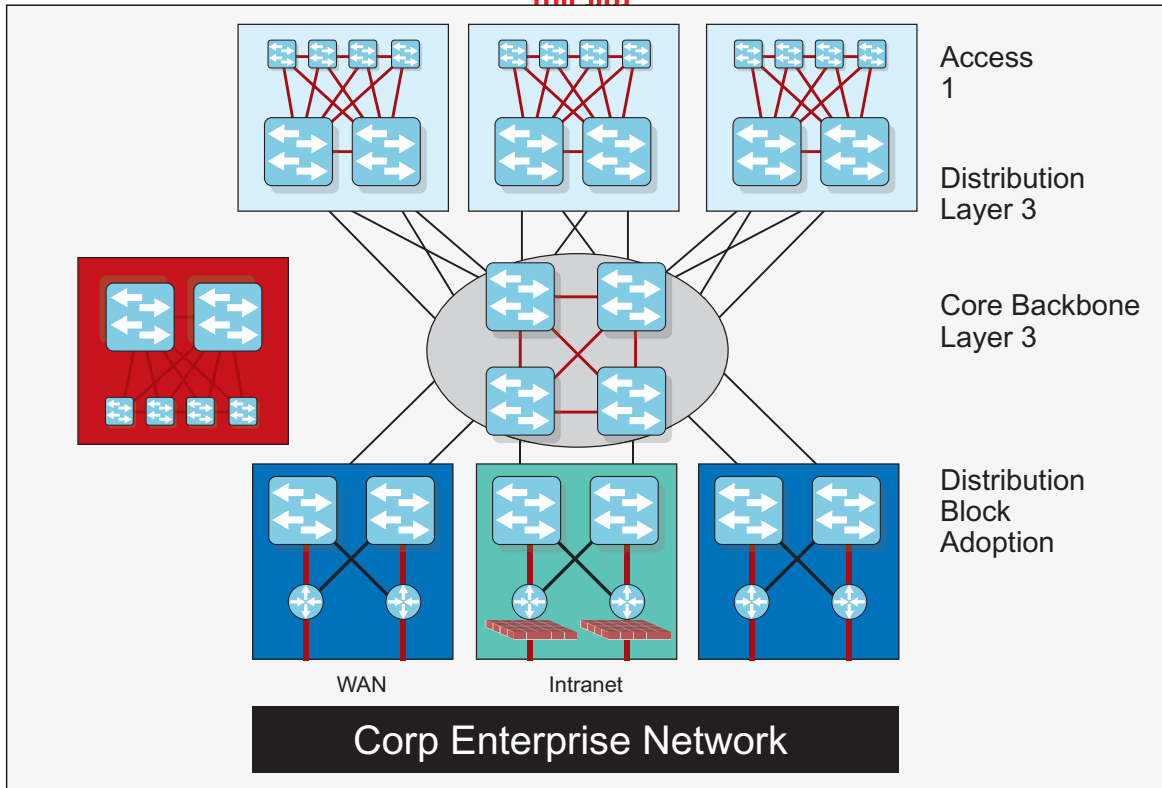 Access
1
Distribution
Layer 3
Core Backbone
Layer 3
Distribution
Block
Adoption
WAN
Intranet
Corp Enterprise Network